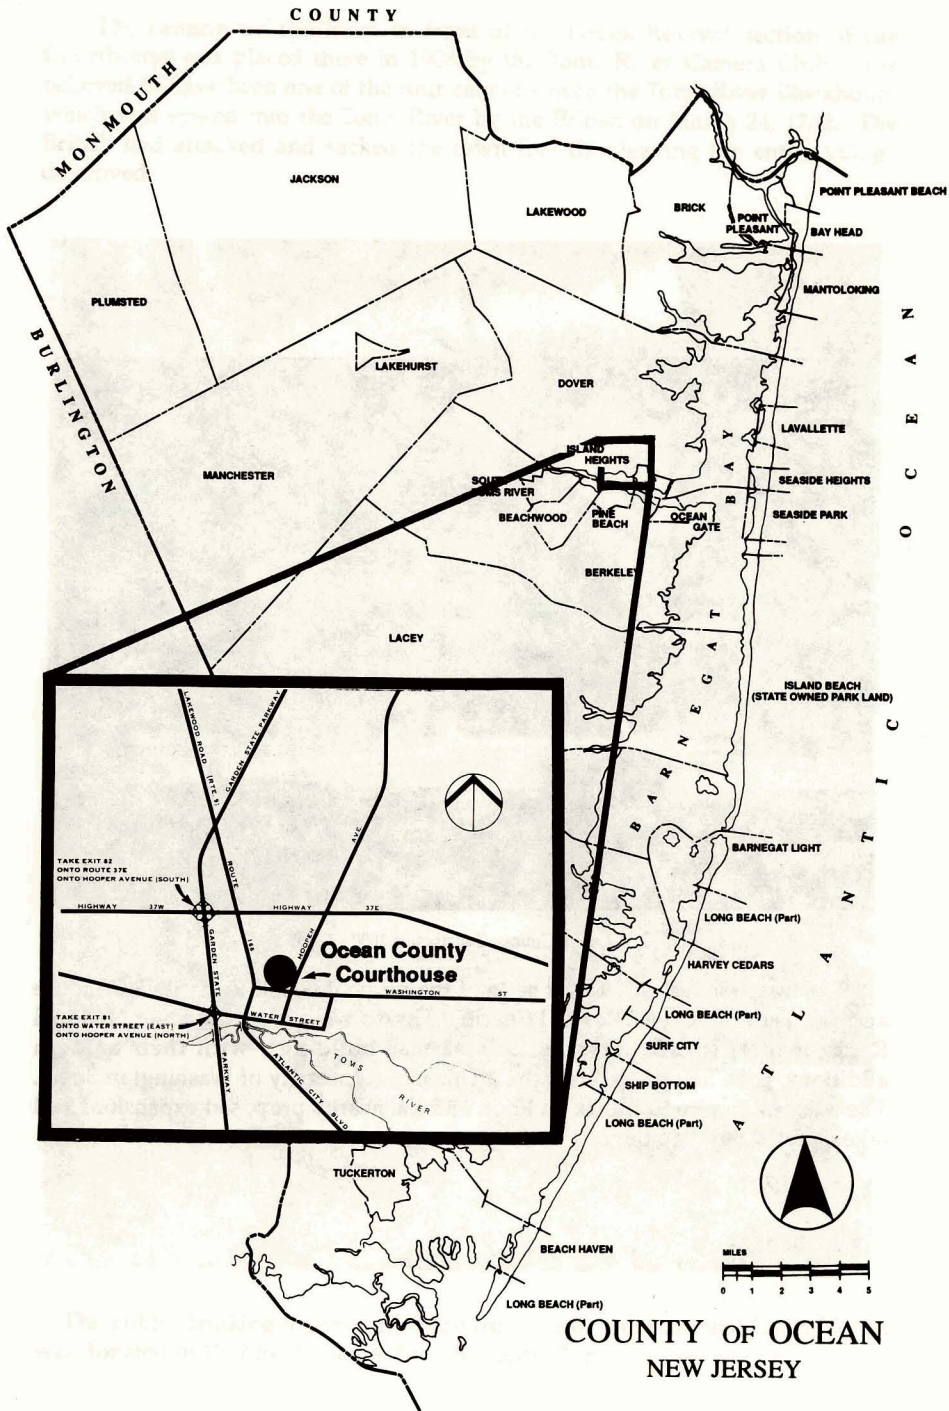 COUNTY
MONMOUTH
JACKSON
LAKEWOOD
BRICK
POINT
PLEASANT
POINT PLEASANT BEACH
BAY HEAD
MANTOLOKING
PLUMSTED
BURLINGTON
LAKEHURST
DOVER
LAVALLETTE
MANCHESTER
ISLAND
HEIGHTS
SOUTH
TOMS RIVER
BEACHWOOD
PINE
BEACH
OCEAN
GATE
SEASIDE HEIGHTS
SEASIDE PARK
BERKELEY
LACEY
BARNEGAT BAY
ATLANTIC OCEAN
ISLAND BEACH
(STATE OWNED PARK LAND)
BARNEGAT LIGHT
LONG BEACH (Part)
HARVEY CEDARS
LONG BEACH (Part)
SURF CITY
SHIP BOTTOM
LONG BEACH (Part)
TUCKERTON
BEACH HAVEN
LONG BEACH (Part)
LAKEWOOD ROAD (RTE. 9)
GARDEN STATE PARKWAY
AVE
TAKE EXIT 82
ONTO ROUTE 37E
ONTO HOOPER AVENUE (SOUTH)
ROUTE 166
HIGHWAY 37W
HIGHWAY 37E
HOOPER
GARDEN STATE
Ocean County
Courthouse
WASHINGTON ST
WATER STREET
TAKE EXIT 81
ONTO WATER STREET (EAST)
ONTO HOOPER AVENUE (NORTH)
PARKWAY
ATLANTIC CITY BLVD
TOMS RIVER
MILES
0 1 2 3 4 5
COUNTY OF OCEAN
NEW JERSEY